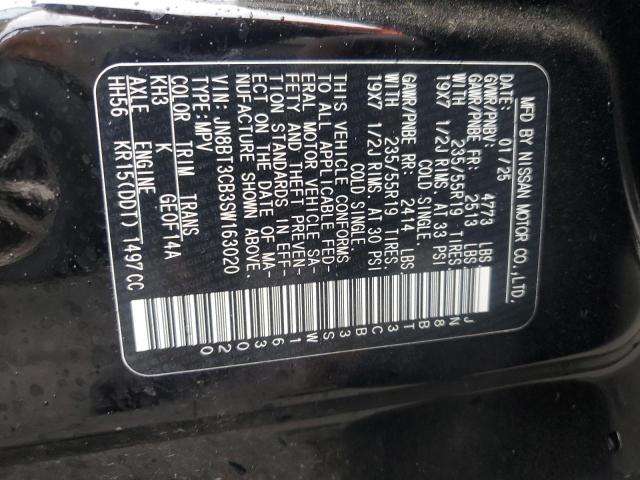 MFD BY NISSAN MOTOR CO.,LTD.
01/25
GVWR/PNBV: 4773 LBS
GAWR/PNBE FR: 2513 LBS
19X7 1/2J RIMS AT 33 PSI
WITH 235/55R19 TIRES
COLD SINGLE
GAWR/PNBE RR: 2414 LBS.
WITH 235/55R19 TIRES
19X7 1/2J RIMS AT 30 PSI
COLD SINGLE
THIS VEHICLE CONFORMS
TO ALL APPLICABLE FED-
ERAL MOTOR VEHICLE SA-
FETY AND THEFT PREVEN-
TION STANDARDS IN EFF-
ECT ON THE DATE OF MA-
NUFACTURE SHOWN ABOVE.
VIN: JN8BT3CB3SW163020
TYPE: MPV
COLOR TRIM TRANS
KH3 K GE0F14A
AXLE ENGINE
HH56 KR15(DDT) 1497CC
JN8BT3CB3SW163020